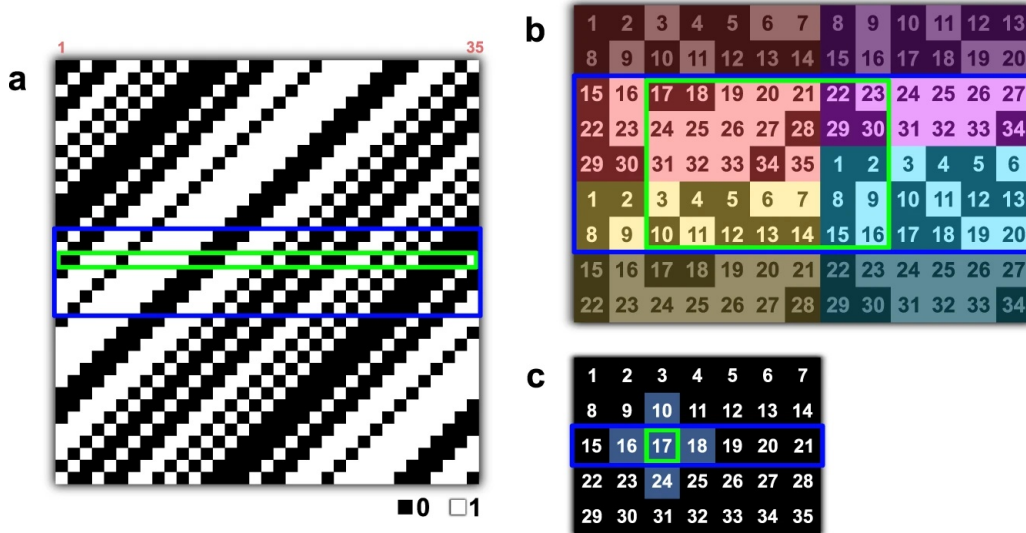 a
1 35
0 1
b
1 2 3 4 5 6 7 8 9 10 11 12 13
8 9 10 11 12 13 14 15 16 17 18 19 20
15 16 17 18 19 20 21 22 23 24 25 26 27
22 23 24 25 26 27 28 29 30 31 32 33 34
29 30 31 32 33 34 35 1 2 3 4 5 6
1 2 3 4 5 6 7 8 9 10 11 12 13
8 9 10 11 12 13 14 15 16 17 18 19 20
15 16 17 18 19 20 21 22 23 24 25 26 27
22 23 24 25 26 27 28 29 30 31 32 33 34
c
1 2 3 4 5 6 7
8 9 10 11 12 13 14
15 16 17 18 19 20 21
22 23 24 25 26 27 28
29 30 31 32 33 34 35